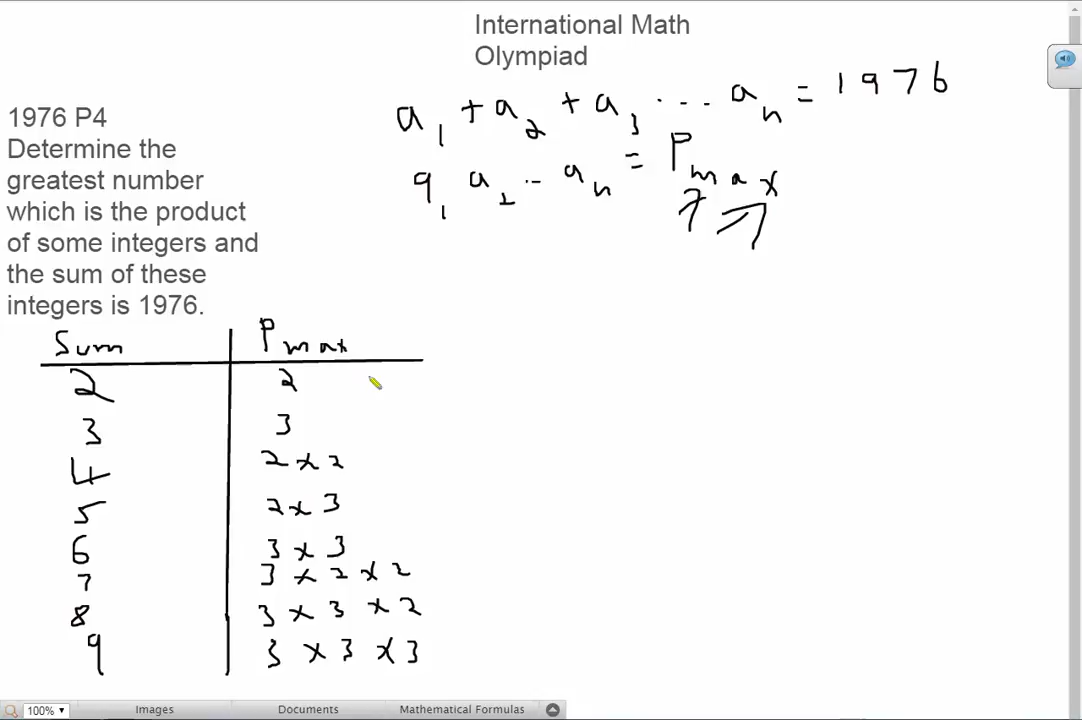 International Math
Olympiad
1976 P4
Determine the
greatest number
which is the product
of some integers and
the sum of these
integers is 1976.
a₁ + a₂ + a₃ ... aₙ = 1976
a₁ a₂ .. aₙ = Pmax
Sum Pmax
2 2
3 3
4 2 x 2
5 2 x 3
6 3 x 3
7 3 x 2 x 2
8 3 x 3 x 2
9 3 x 3 x 3
100% Images Documents Mathematical Formulas